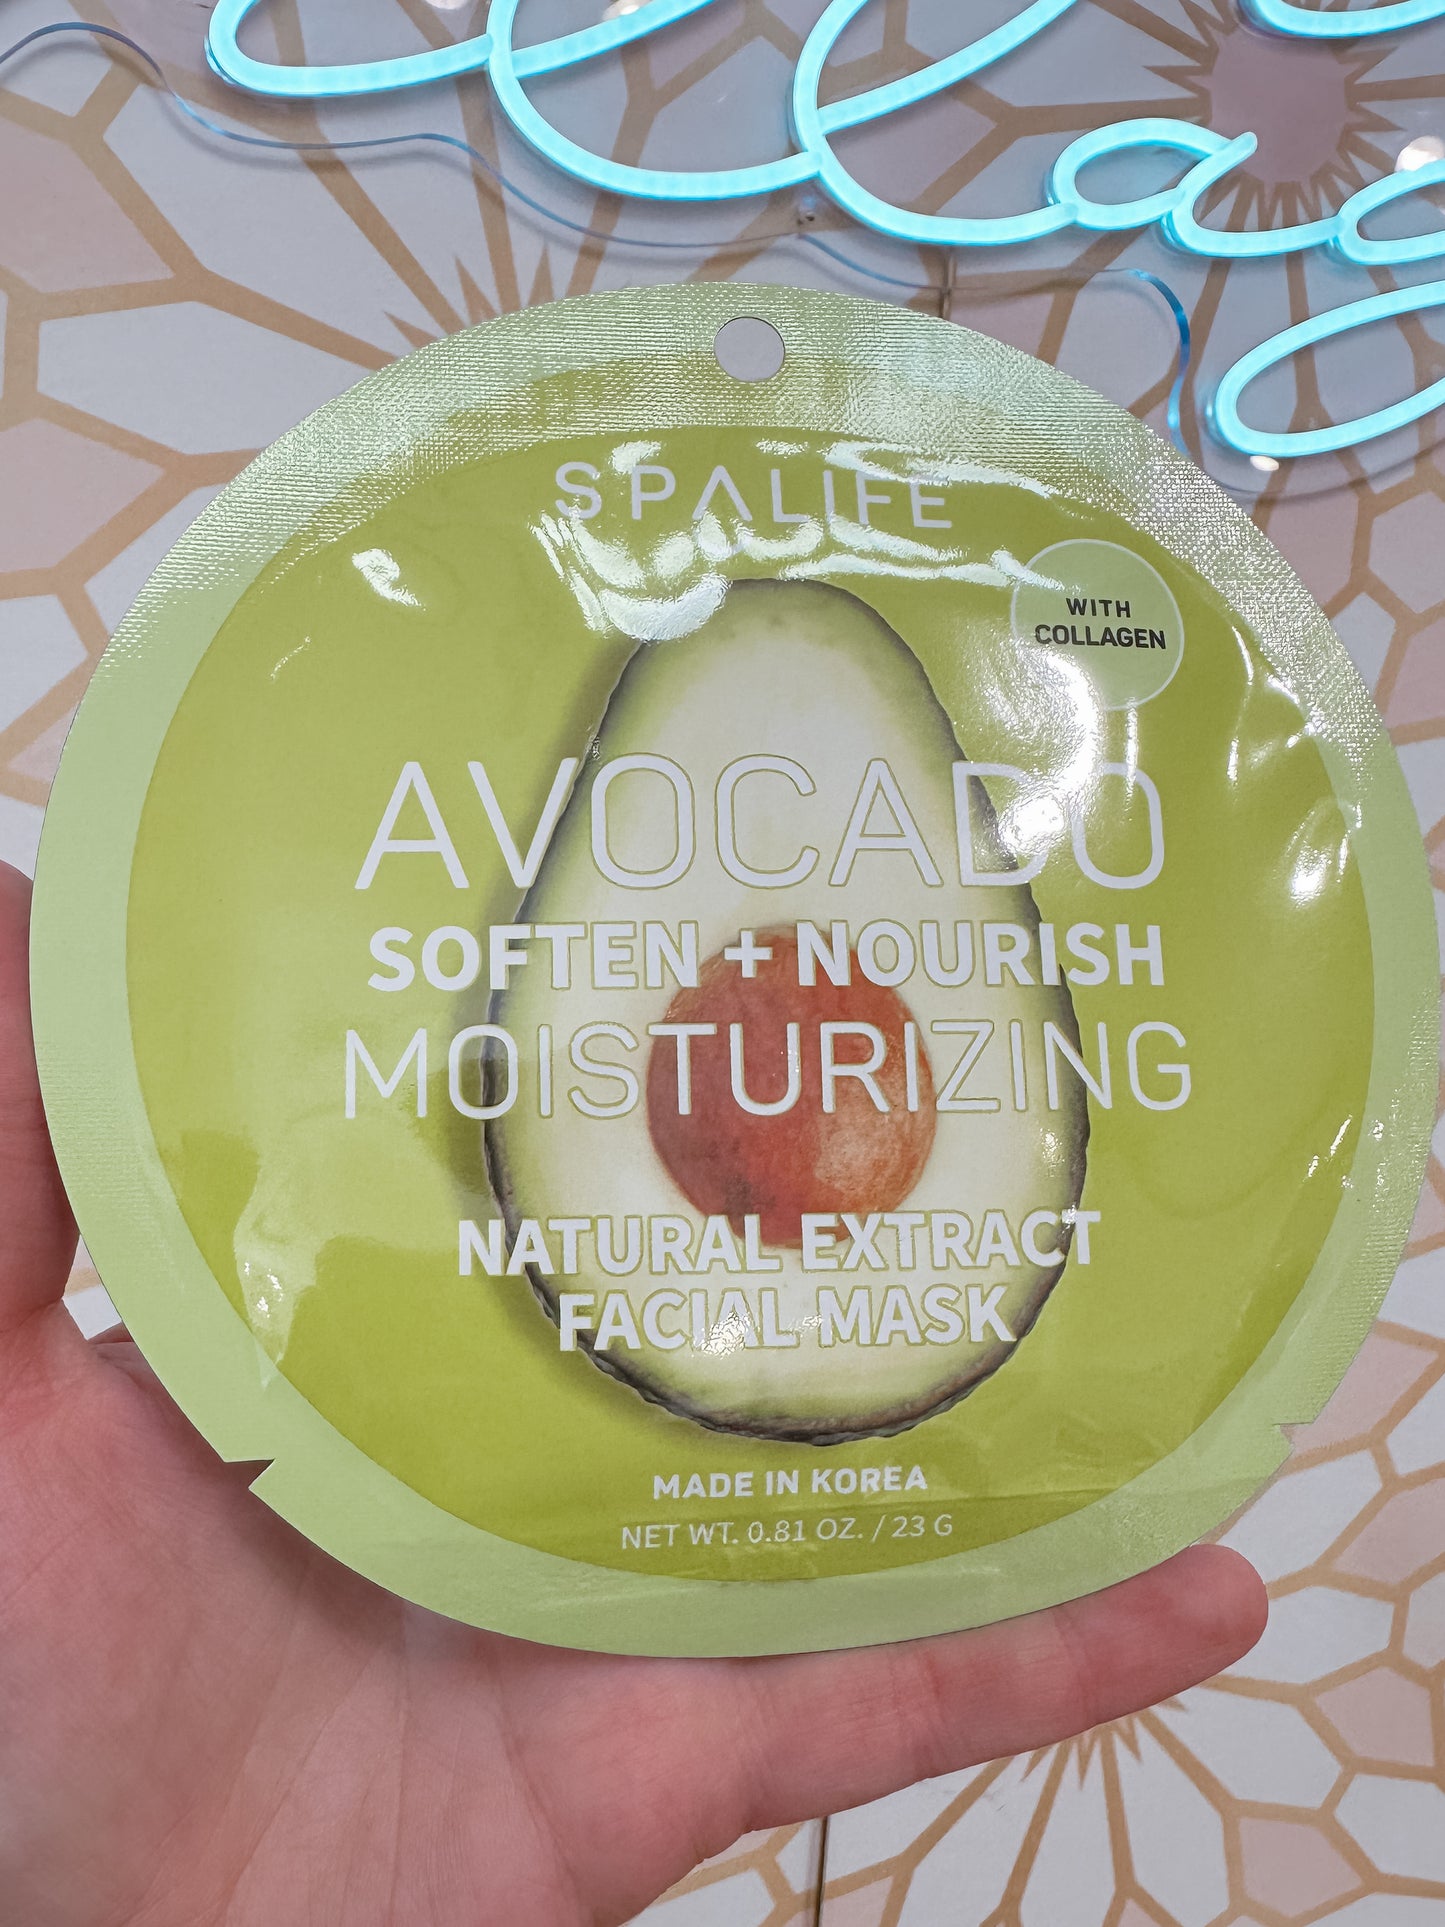 SPALIFE
WITH
COLLAGEN
AVOCADO
SOFTEN + NOURISH
MOISTURIZING
NATURAL EXTRACT
FACIAL MASK
MADE IN KOREA
NET WT. 0.81 OZ. / 23 G